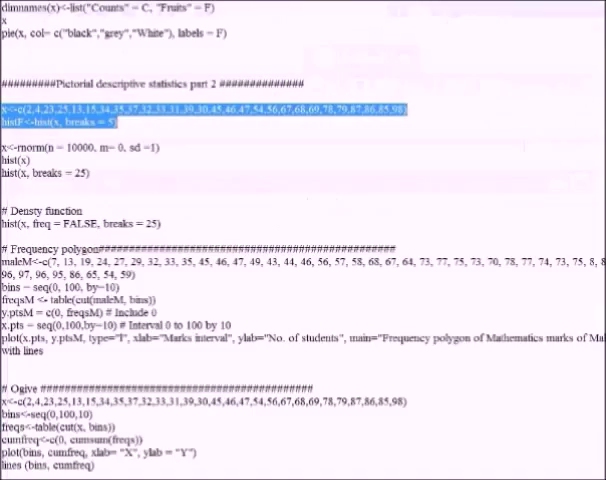 dimnames(x)<-list("Counts" = C, "Fruits" = F)
x
pie(x, col= c("black","grey","White"), labels = F)
#########Pictorial descriptive statistics part 2 ##############
x<-c(2,4,23,25,13,15,34,35,37,32,33,31,39,30,45,46,47,54,56,67,68,69,78,79,87,86,85,98)
histF<-hist(x, breaks = 5)
x<-rnorm(n = 10000, m= 0, sd =1)
hist(x)
hist(x, breaks = 25)
# Densty function
hist(x, freq = FALSE, breaks = 25)
# Frequency polygon##################################################
maleM<-c(7, 13, 19, 24, 27, 29, 32, 33, 35, 45, 46, 47, 49, 43, 44, 46, 56, 57, 58, 68, 67, 64, 73, 77, 75, 73, 70, 78, 77, 74, 73, 75, 8, 8
96, 97, 96, 95, 86, 65, 54, 59)
bins = seq(0, 100, by=10)
freqsM <- table(cut(maleM, bins))
y.ptsM = c(0, freqsM) # Include 0
x.pts = seq(0,100,by=10) # Interval 0 to 100 by 10
plot(x.pts, y.ptsM, type="l", xlab="Marks interval", ylab="No. of students", main="Frequency polygon of Mathematics marks of Mal
with lines
# Ogive #############################################
x<-c(2,4,23,25,13,15,34,35,37,32,33,31,39,30,45,46,47,54,56,67,68,69,78,79,87,86,85,98)
bins<-seq(0,100,10)
freqs<-table(cut(x, bins))
cumfreq<-c(0, cumsum(freqs))
plot(bins, cumfreq, xlab= "X", ylab = "Y")
lines (bins, cumfreq)